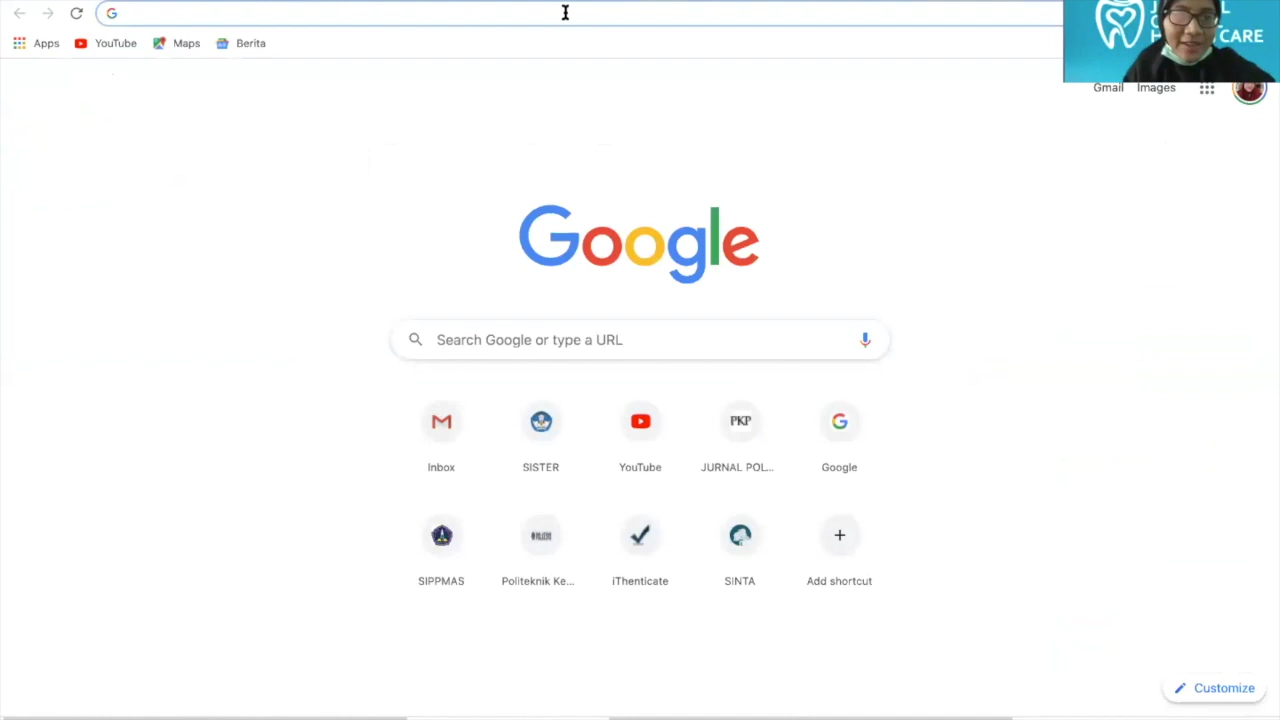 Apps YouTube Maps Berita
CARE
Gmail Images
Google
Search Google or type a URL
PKP
Inbox SISTER YouTube JURNAL POL... Google
SIPPMAS Politeknik Ke... iThenticate SINTA Add shortcut
Customize